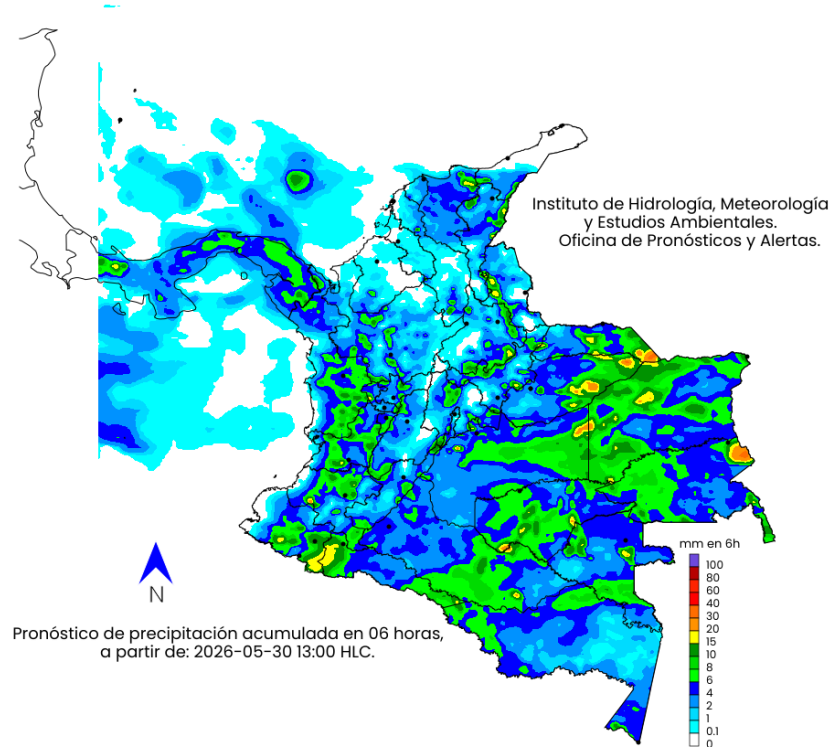 Instituto de Hidrología, Meteorología
y Estudios Ambientales.
Oficina de Pronósticos y Alertas.
mm en 6h
100
80
60
40
30
20
15
10
8
6
4
2
1
0.1
0
N
Pronóstico de precipitación acumulada en 06 horas,
a partir de: 2026-05-30 13:00 HLC.